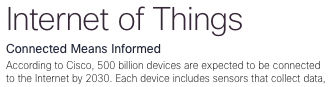 Internet of Things
Connected Means Informed
According to Cisco, 500 billion devices are expected to be connected
to the Internet by 2030. Each device includes sensors that collect data,